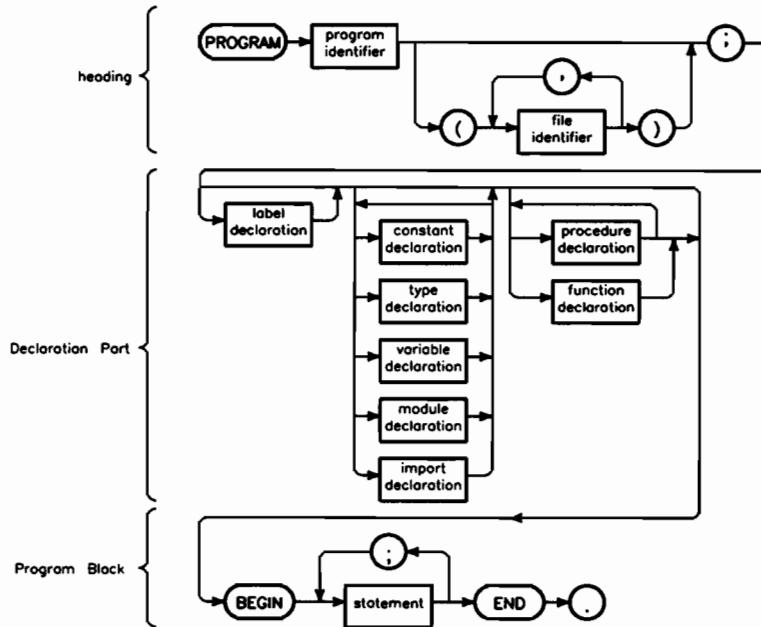 heading
PROGRAM
program
identifier
;
,
(
file
identifier
)
Declaration Part
label
declaration
constant
declaration
procedure
declaration
type
declaration
function
declaration
variable
declaration
module
declaration
import
declaration
Program Block
;
BEGIN
statement
END
.